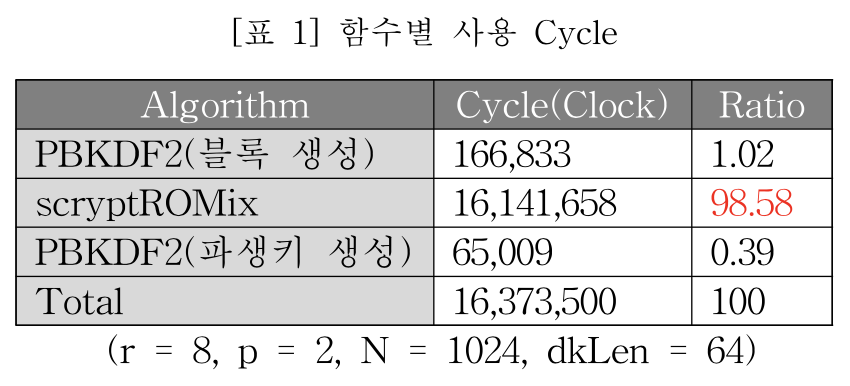 [표 1] 함수별 사용 Cycle
Algorithm Cycle(Clock) Ratio
PBKDF2(블록 생성) 166,833 1.02
scryptROMix 16,141,658 98.58
PBKDF2(파생키 생성) 65,009 0.39
Total 16,373,500 100
(r = 8, p = 2, N = 1024, dkLen = 64)